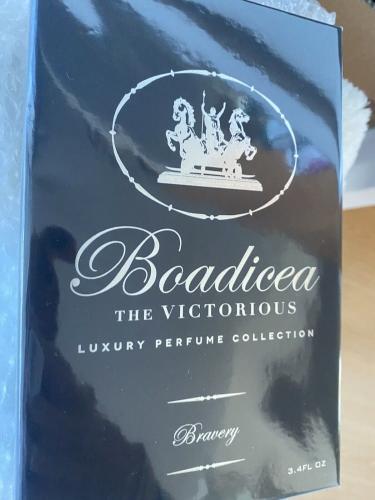 Boadicea
THE VICTORIOUS
LUXURY PERFUME COLLECTION
Bravery
3.4FL OZ